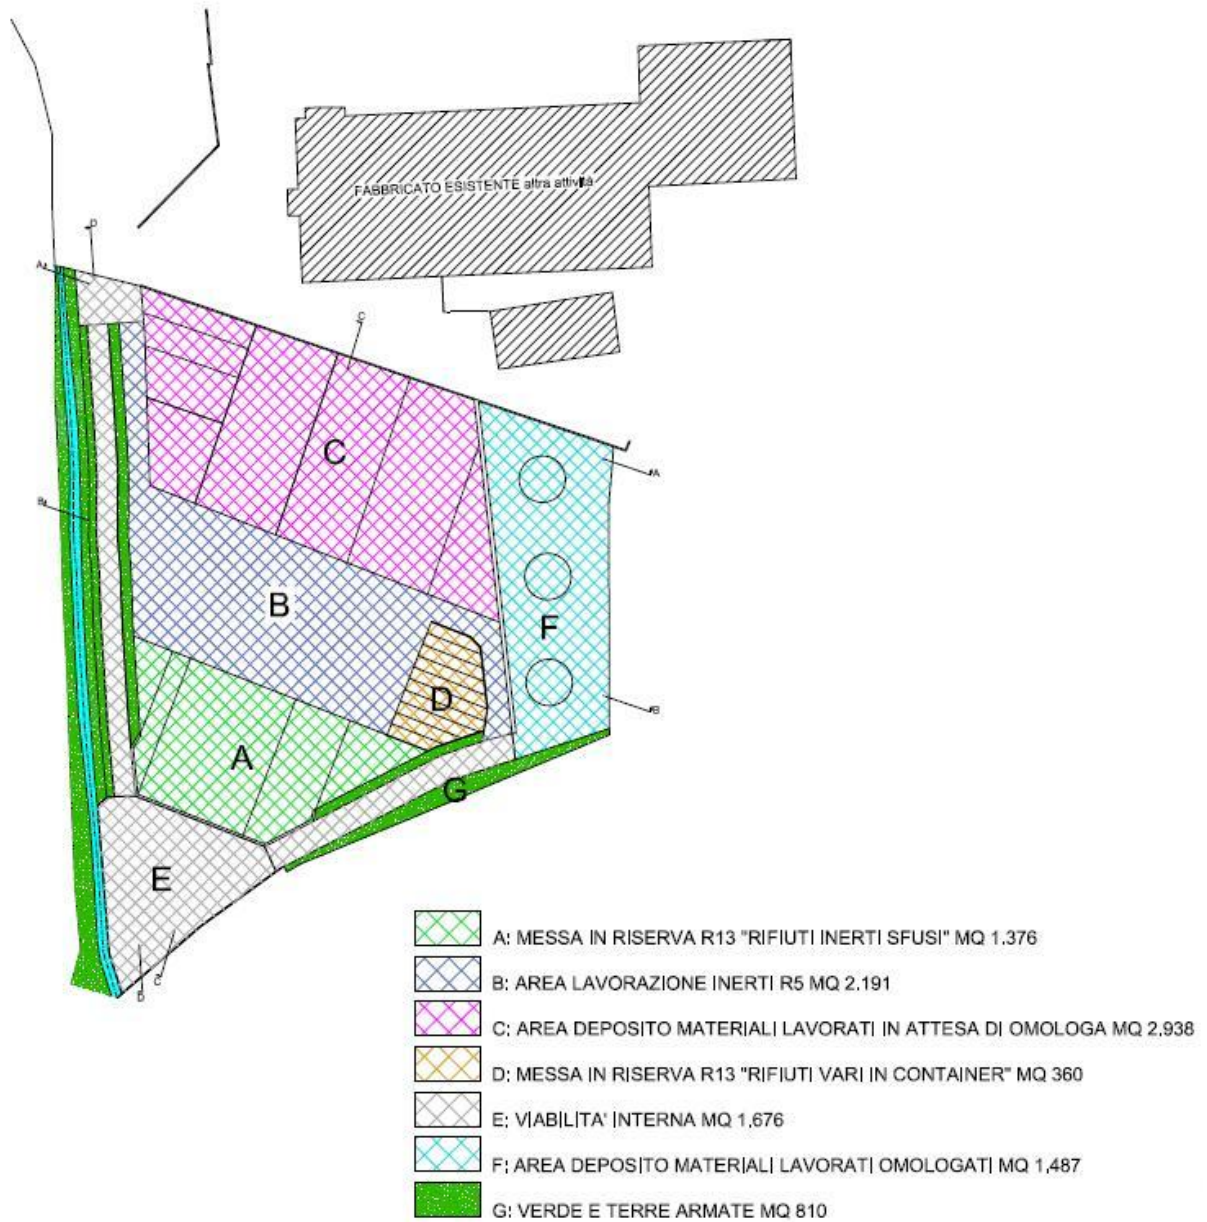 FABBRICATO ESISTENTE altra attività
D
A
C
C
A
B
B
F
B
D
A
G
E
C
D
A: MESSA IN RISERVA R13 "RIFIUTI INERTI SFUSI" MQ 1.376
B: AREA LAVORAZIONE INERTI R5 MQ 2.191
C: AREA DEPOSITO MATERIALI LAVORATI IN ATTESA DI OMOLOGA MQ 2,938
D: MESSA IN RISERVA R13 "RIFIUTI VARI IN CONTAINER" MQ 360
E: VIABILITA' INTERNA MQ 1,676
F: AREA DEPOSITO MATERIALI LAVORATI OMOLOGATI MQ 1,487
G: VERDE E TERRE ARMATE MQ 810